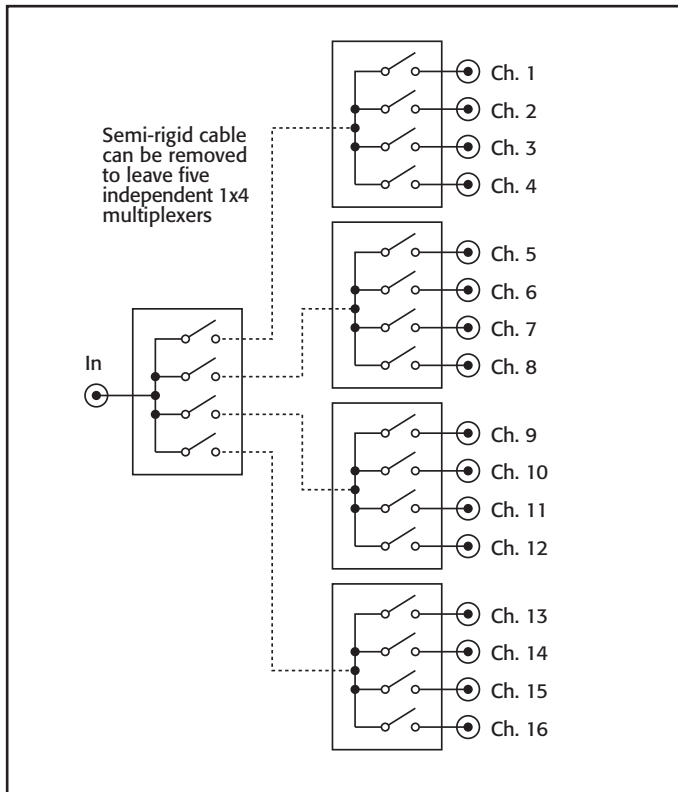 Semi-rigid cable
can be removed
to leave five
independent 1x4
multiplexers
In
Ch. 1
Ch. 2
Ch. 3
Ch. 4
Ch. 5
Ch. 6
Ch. 7
Ch. 8
Ch. 9
Ch. 10
Ch. 11
Ch. 12
Ch. 13
Ch. 14
Ch. 15
Ch. 16